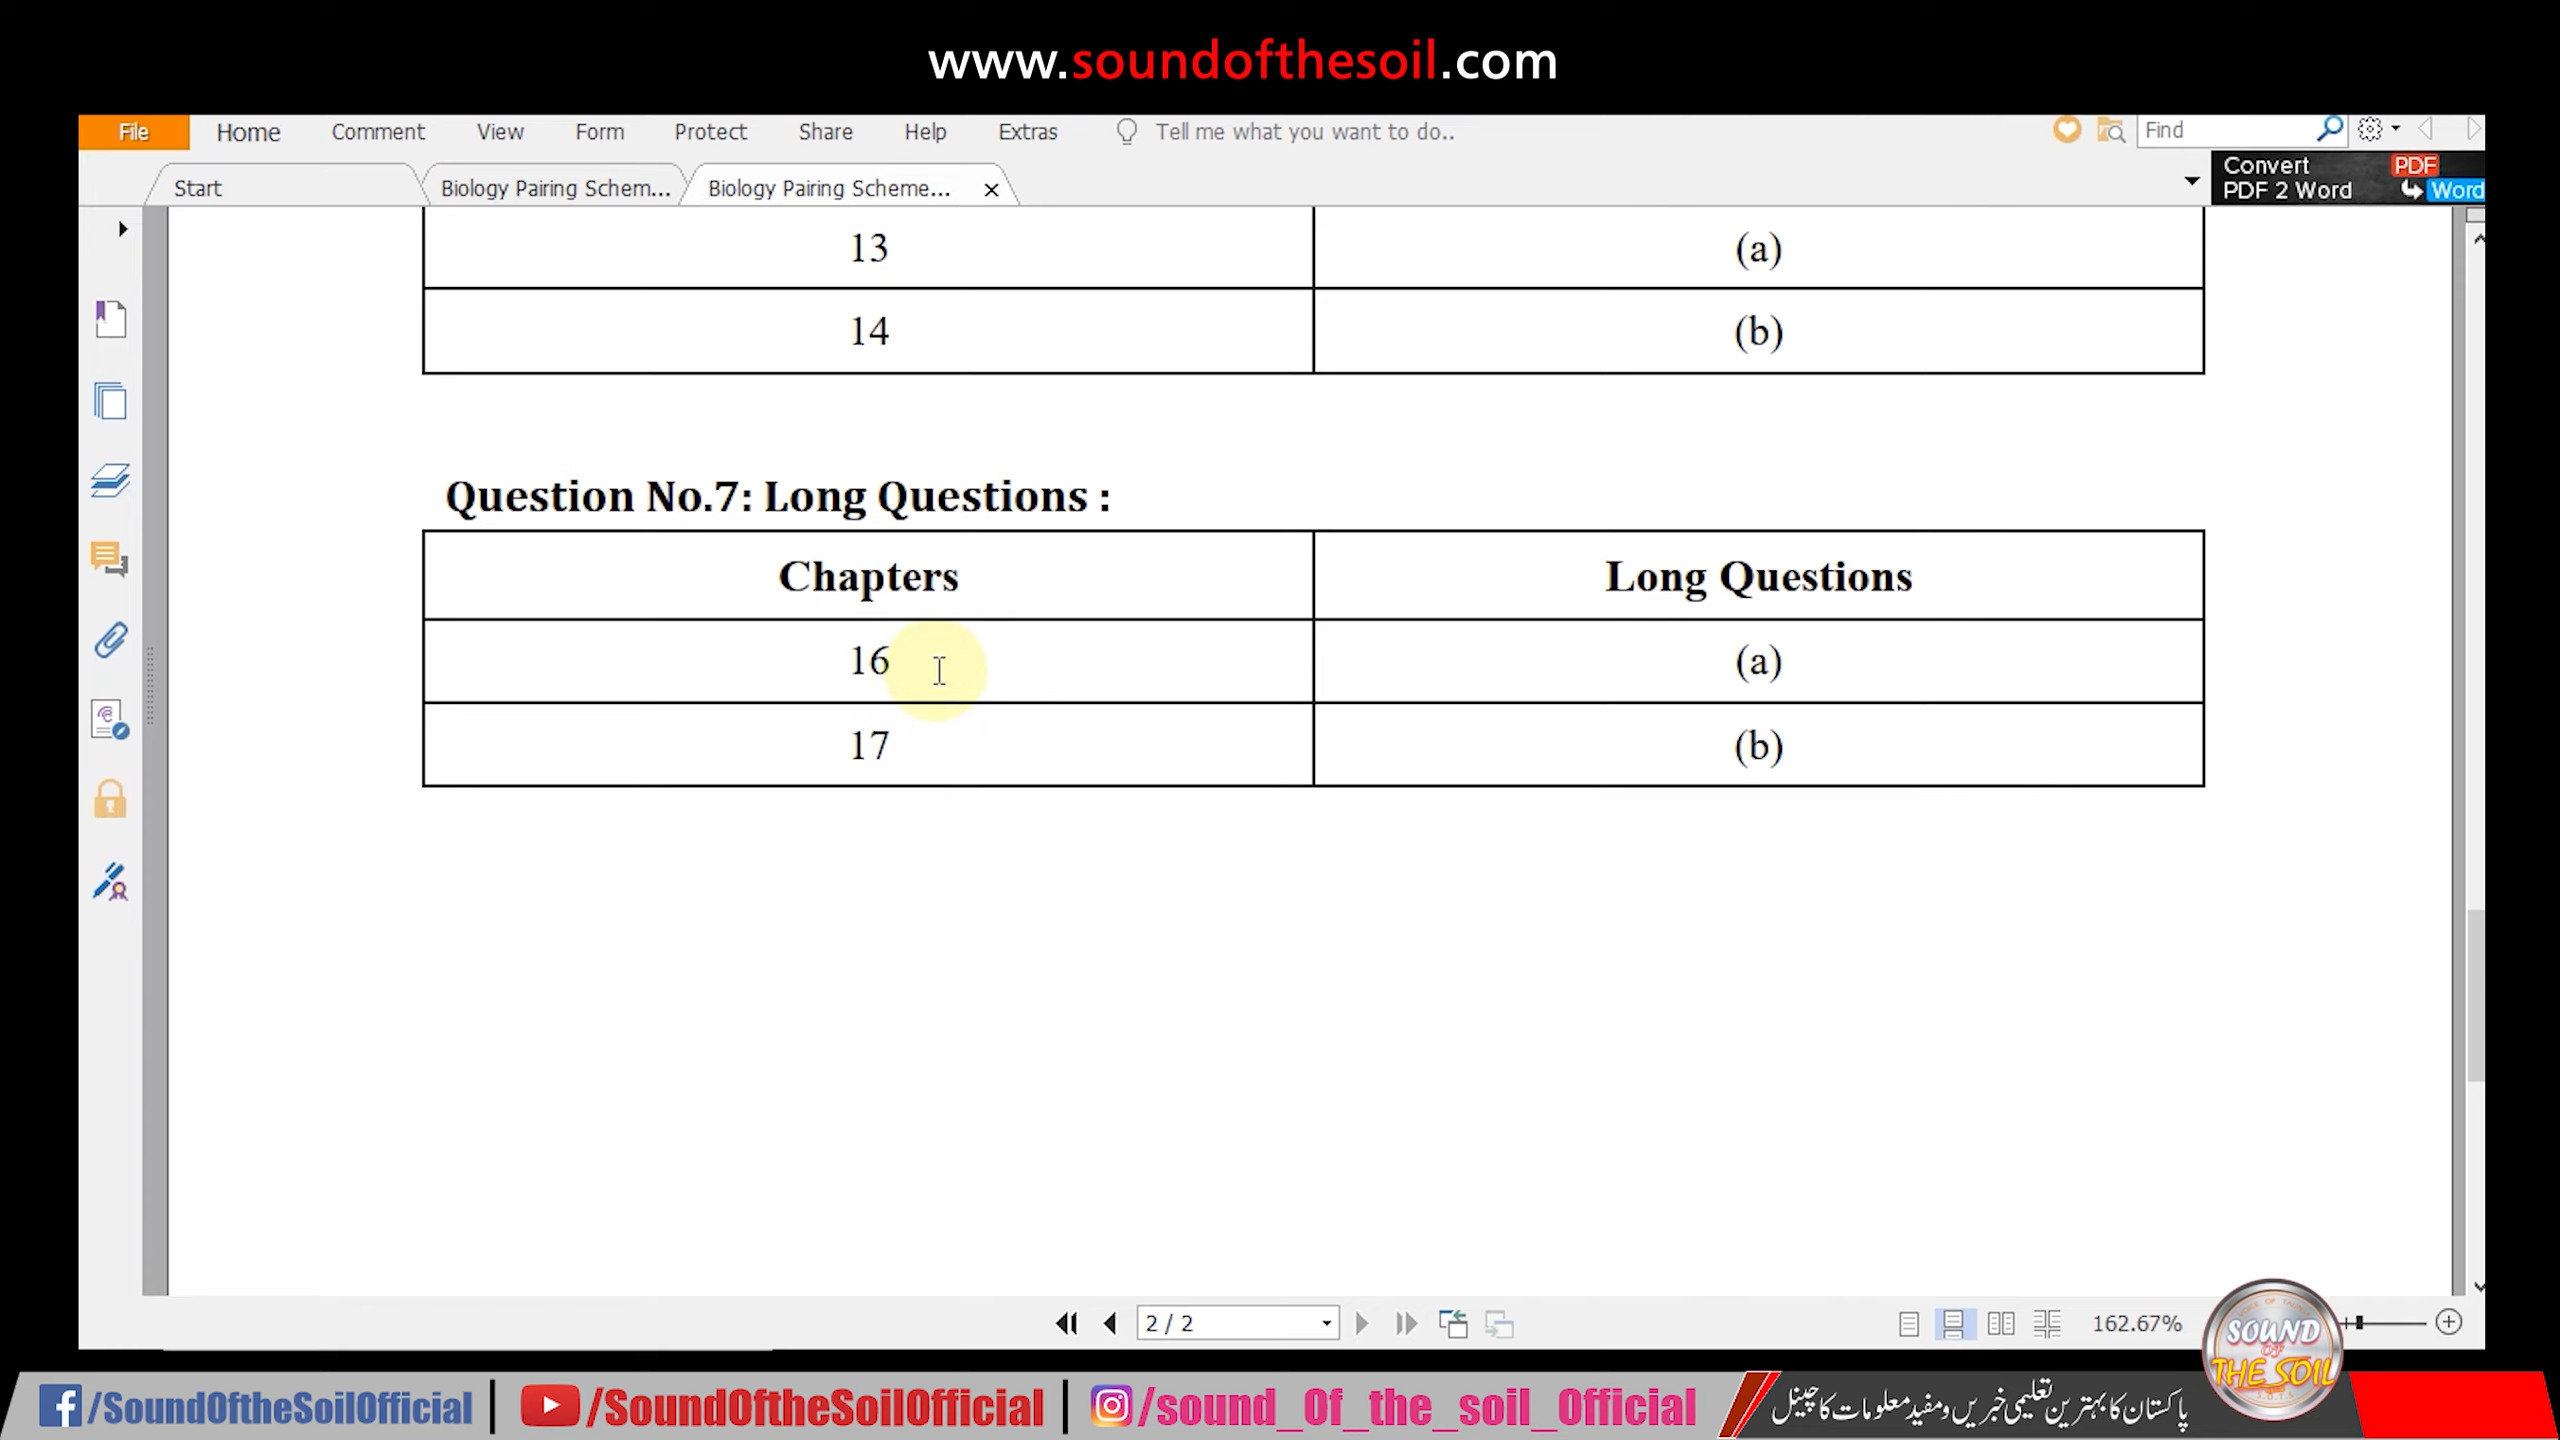 www.soundofthesoil.com
File Home Comment View Form Protect Share Help Extras Tell me what you want to do.. Find
Start Biology Pairing Schem... Biology Pairing Scheme...
Convert PDF
PDF 2 Word Word
13 (a)
14 (b)
Question No.7: Long Questions :
Chapters Long Questions
16 (a)
17 (b)
2 / 2 162.67%
SOUND
OF
THE SOIL
/SoundOftheSoilOfficial | /SoundOftheSoilOfficial | /sound_Of_the_soil_Official
پاکستان کا بہترین تعلیمی خبریں و مفید معلومات کا چینل